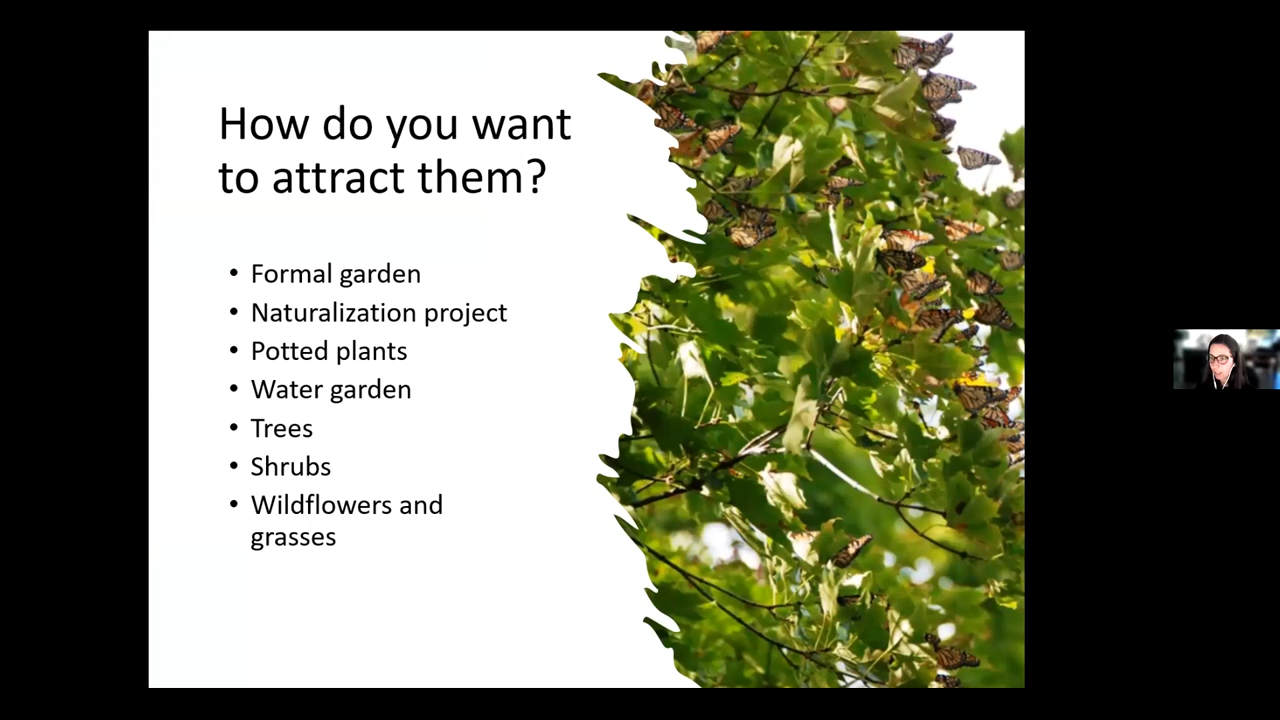 How do you want
to attract them?
• Formal garden
• Naturalization project
• Potted plants
• Water garden
• Trees
• Shrubs
• Wildflowers and
grasses